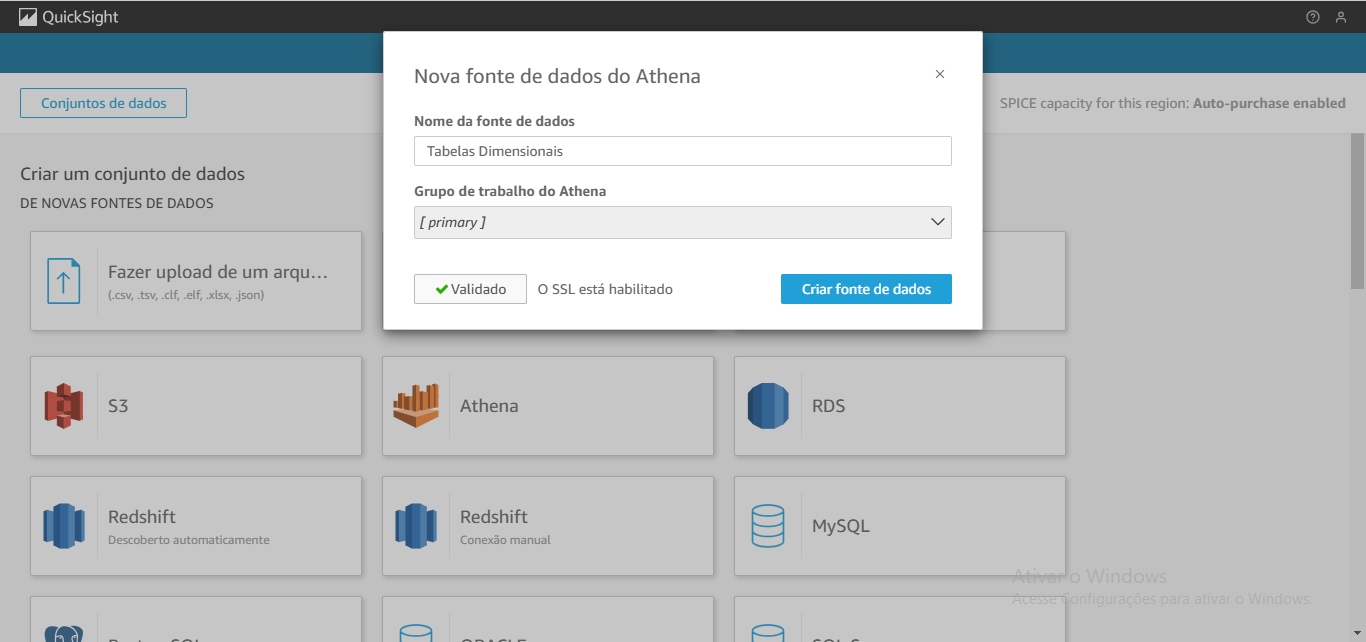 QuickSight
Nova fonte de dados do Athena
Nome da fonte de dados
Tabelas Dimensionais
Grupo de trabalho do Athena
[ primary ]
Validado
O SSL está habilitado
Criar fonte de dados
Conjuntos de dados
SPICE capacity for this region: Auto-purchase enabled
Criar um conjunto de dados
DE NOVAS FONTES DE DADOS
Fazer upload de um arqu...
(.csv, .tsv, .clf, .elf, .xlsx, .json)
S3
Athena
RDS
Redshift
Descoberto automaticamente
Redshift
Conexão manual
MySQL
Ativar o Windows
Acesse Configurações para ativar o Windows.
ORACLE